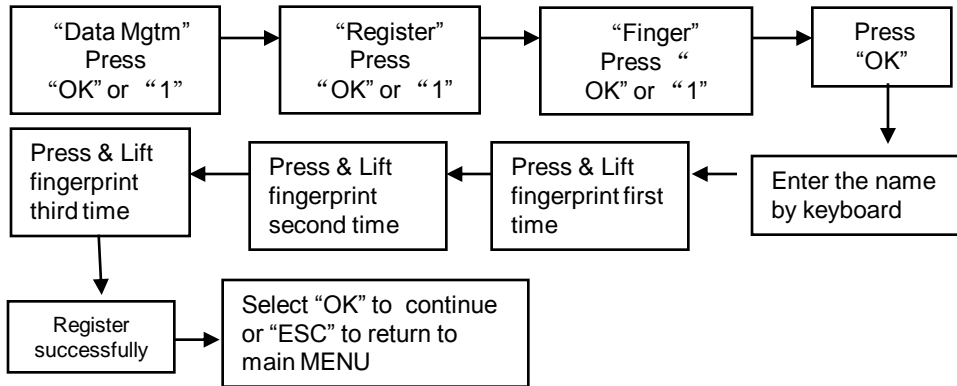 “Data Mgtm”
Press
“OK” or “1”
“Register”
Press
“OK” or “1”
“Finger”
Press “
OK” or “1”
Press
“OK”
Enter the name
by keyboard
Press & Lift
fingerprint first
time
Press & Lift
fingerprint
second time
Press & Lift
fingerprint
third time
Register
successfully
Select “OK” to continue
or “ESC” to return to
main MENU